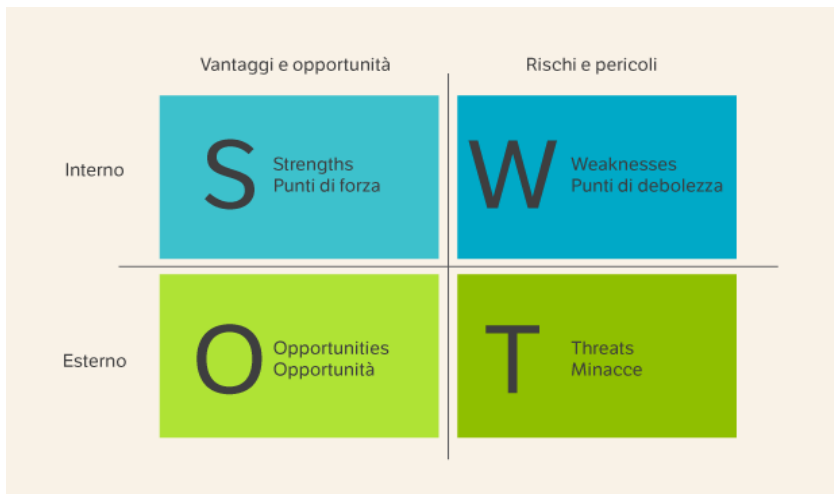 Vantaggi e opportunità
Rischi e pericoli
Interno
S
Strengths
Punti di forza
W
Weaknesses
Punti di debolezza
Esterno
O
Opportunities
Opportunità
T
Threats
Minacce